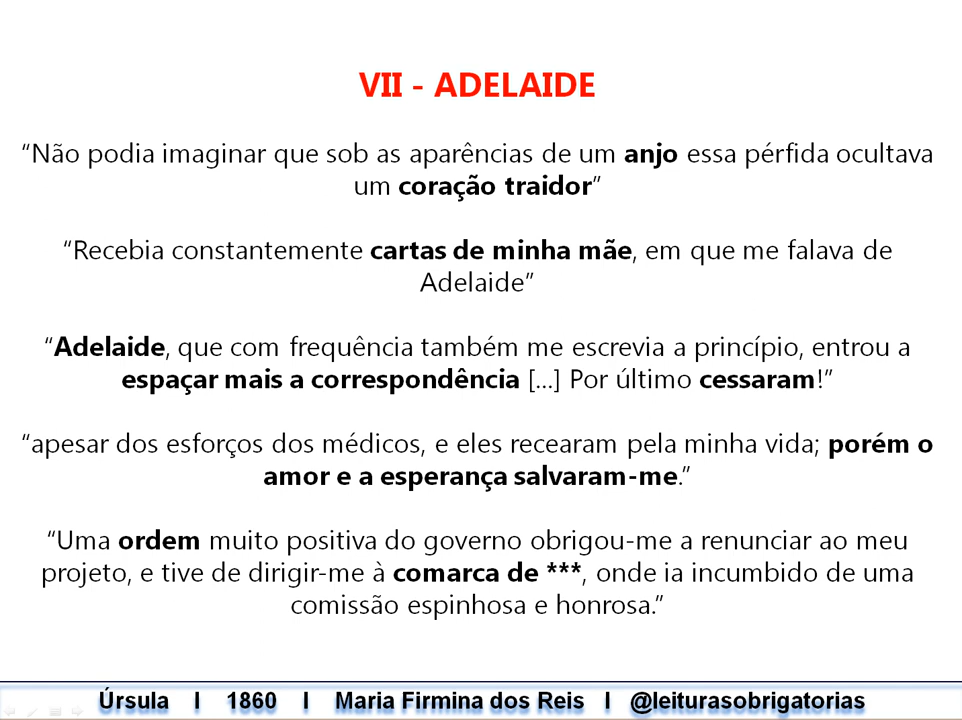 VII - ADELAIDE
“Não podia imaginar que sob as aparências de um anjo essa pérfida ocultava
um coração traidor”
“Recebia constantemente cartas de minha mãe, em que me falava de
Adelaide”
“Adelaide, que com frequência também me escrevia a princípio, entrou a
espaçar mais a correspondência [...] Por último cessaram!”
“apesar dos esforços dos médicos, e eles recearam pela minha vida; porém o
amor e a esperança salvaram-me.”
“Uma ordem muito positiva do governo obrigou-me a renunciar ao meu
projeto, e tive de dirigir-me à comarca de ***, onde ia incumbido de uma
comissão espinhosa e honrosa.”
Úrsula I 1860 I Maria Firmina dos Reis I @leiturasobrigatorias